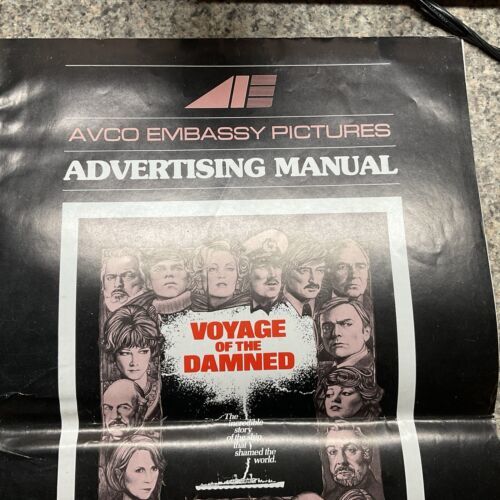 AE
AVCO EMBASSY PICTURES
ADVERTISING MANUAL
VOYAGE
OF THE
DAMNED
The
incredible
story
of the ship
that shamed
the world.